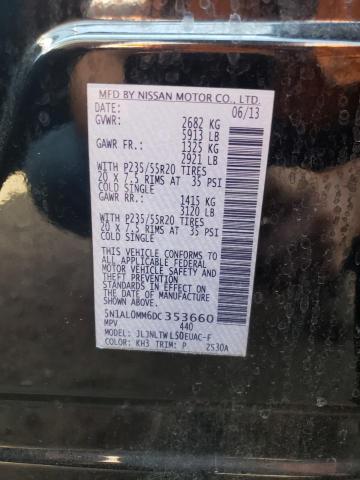 MFD BY NISSAN MOTOR CO., LTD.
DATE: 06/13
GVWR: 2682 KG
5913 LB
GAWR FR.: 1325 KG
2921 LB
WITH P235/55R20 TIRES
20 X 7.5 RIMS AT 35 PSI
COLD SINGLE
GAWR RR.: 1415 KG
3120 LB
WITH P235/55R20 TIRES
20 X 7.5 RIMS AT 35 PSI
COLD SINGLE
THIS VEHICLE CONFORMS TO
ALL APPLICABLE FEDERAL
MOTOR VEHICLE SAFETY
AND THEFT PREVENTION
STANDARDS IN EFFECT
ON THE DATE OF
MANUFACTURE SHOWN
ABOVE.
5N1AL0MM6DC353660
MPV 440
MODEL: JLJNLTWL50EUAC-F
COLOR: KH3 TRIM: P 2530A